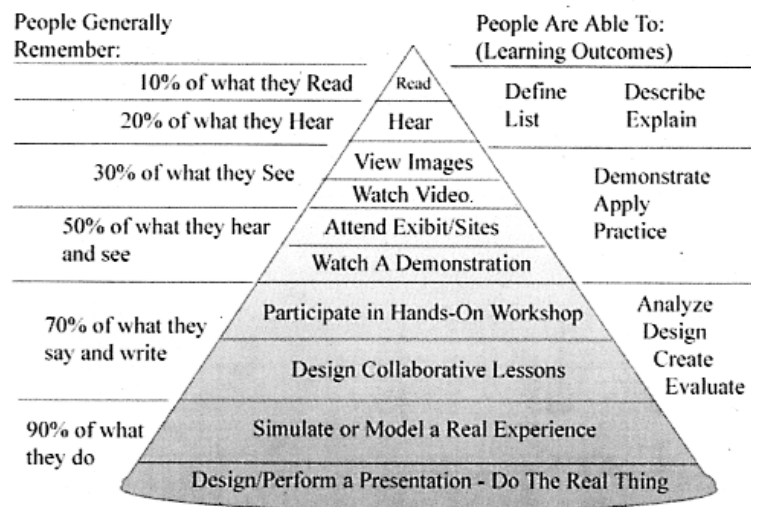 People Generally
Remember:
People Are Able To:
(Learning Outcomes)
10% of what they Read
Read
Define
Describe
List
Explain
20% of what they Hear
Hear
30% of what they See
View Images
Watch Video.
Demonstrate
Apply
Practice
50% of what they hear
and see
Attend Exibit/Sites
Watch A Demonstration
70% of what they
say and write
Participate in Hands-On Workshop
Design Collaborative Lessons
Analyze
Design
Create
Evaluate
90% of what
they do
Simulate or Model a Real Experience
Design/Perform a Presentation - Do The Real Thing